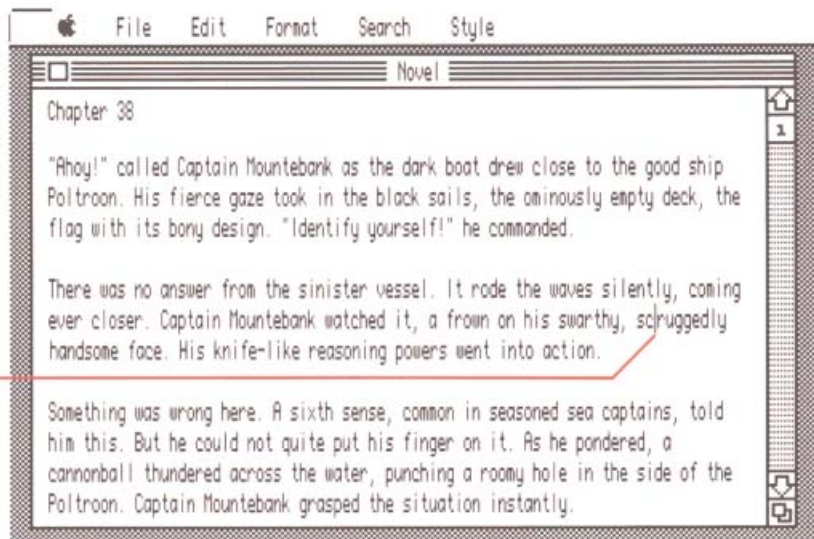 File Edit Format Search Style
Novel
Chapter 38
"Ahoy!" called Captain Mountebank as the dark boat drew close to the good ship
Poltroon. His fierce gaze took in the black sails, the ominously empty deck, the
flag with its bony design. "Identify yourself!" he commanded.
There was no answer from the sinister vessel. It rode the waves silently, coming
ever closer. Captain Mountebank watched it, a frown on his swarthy, scruggedly
handsome face. His knife-like reasoning powers went into action.
Something was wrong here. A sixth sense, common in seasoned sea captains, told
him this. But he could not quite put his finger on it. As he pondered, a
cannonball thundered across the water, punching a roomy hole in the side of the
Poltroon. Captain Mountebank grasped the situation instantly.
1